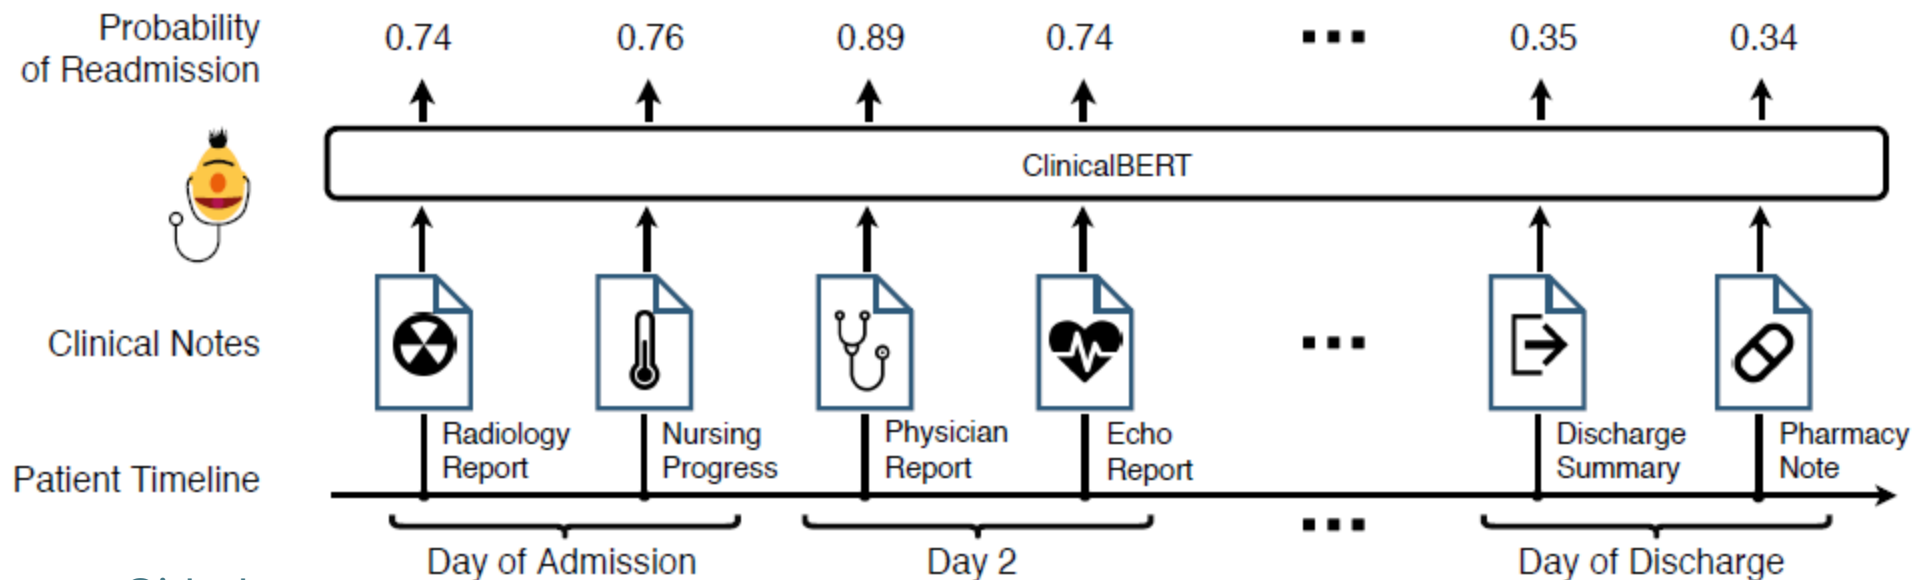 Probability
of Readmission
0.74
0.76
0.89
0.74
0.35
0.34
ClinicalBERT
Clinical Notes
Radiology
Report
Nursing
Progress
Physician
Report
Echo
Report
Discharge
Summary
Pharmacy
Note
Patient Timeline
Day of Admission
Day 2
Day of Discharge